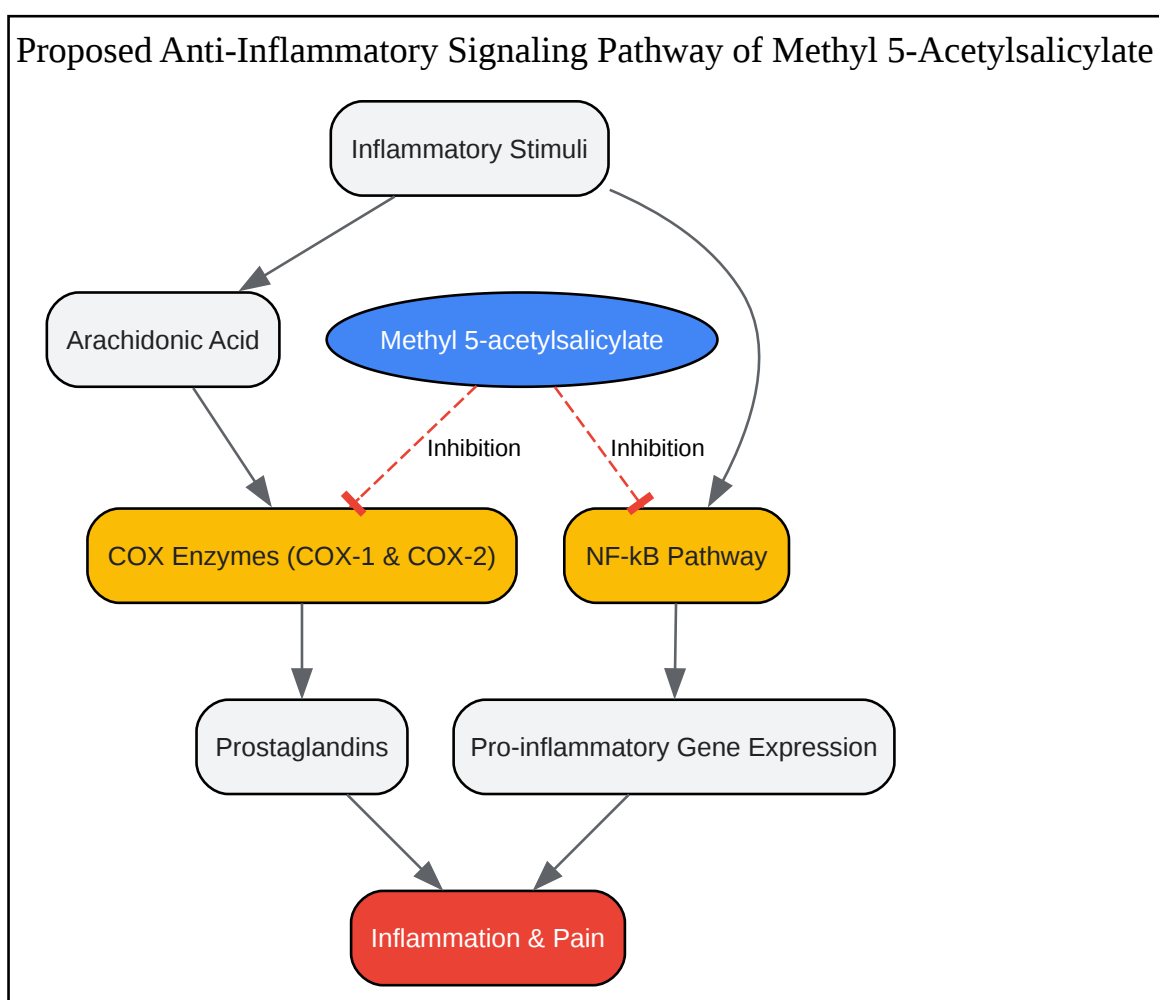 Proposed Anti-Inflammatory Signaling Pathway of Methyl 5-Acetylsalicylate
Inflammatory Stimuli
Arachidonic Acid
Methyl 5-acetylsalicylate
Inhibition
Inhibition
COX Enzymes (COX-1 & COX-2)
NF-kB Pathway
Prostaglandins
Pro-inflammatory Gene Expression
Inflammation & Pain